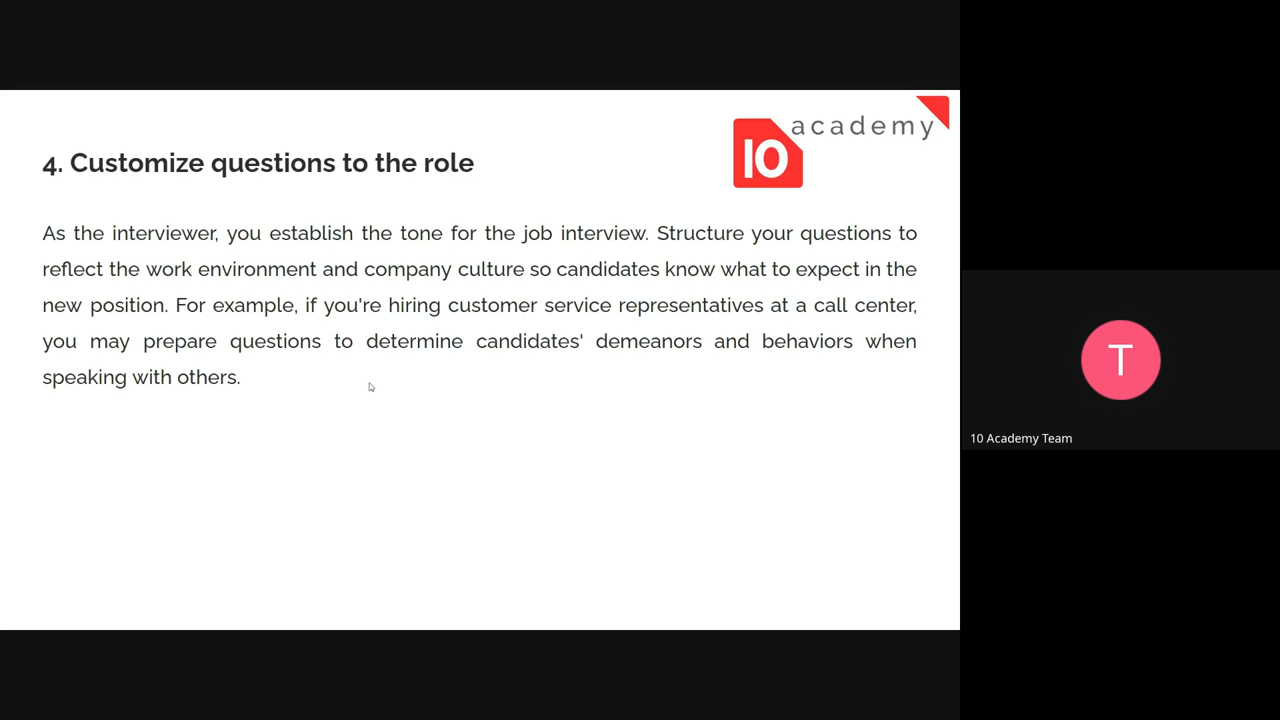 academy
10
4. Customize questions to the role
As the interviewer, you establish the tone for the job interview. Structure your questions to
reflect the work environment and company culture so candidates know what to expect in the
new position. For example, if you're hiring customer service representatives at a call center,
you may prepare questions to determine candidates' demeanors and behaviors when
speaking with others.
T
10 Academy Team